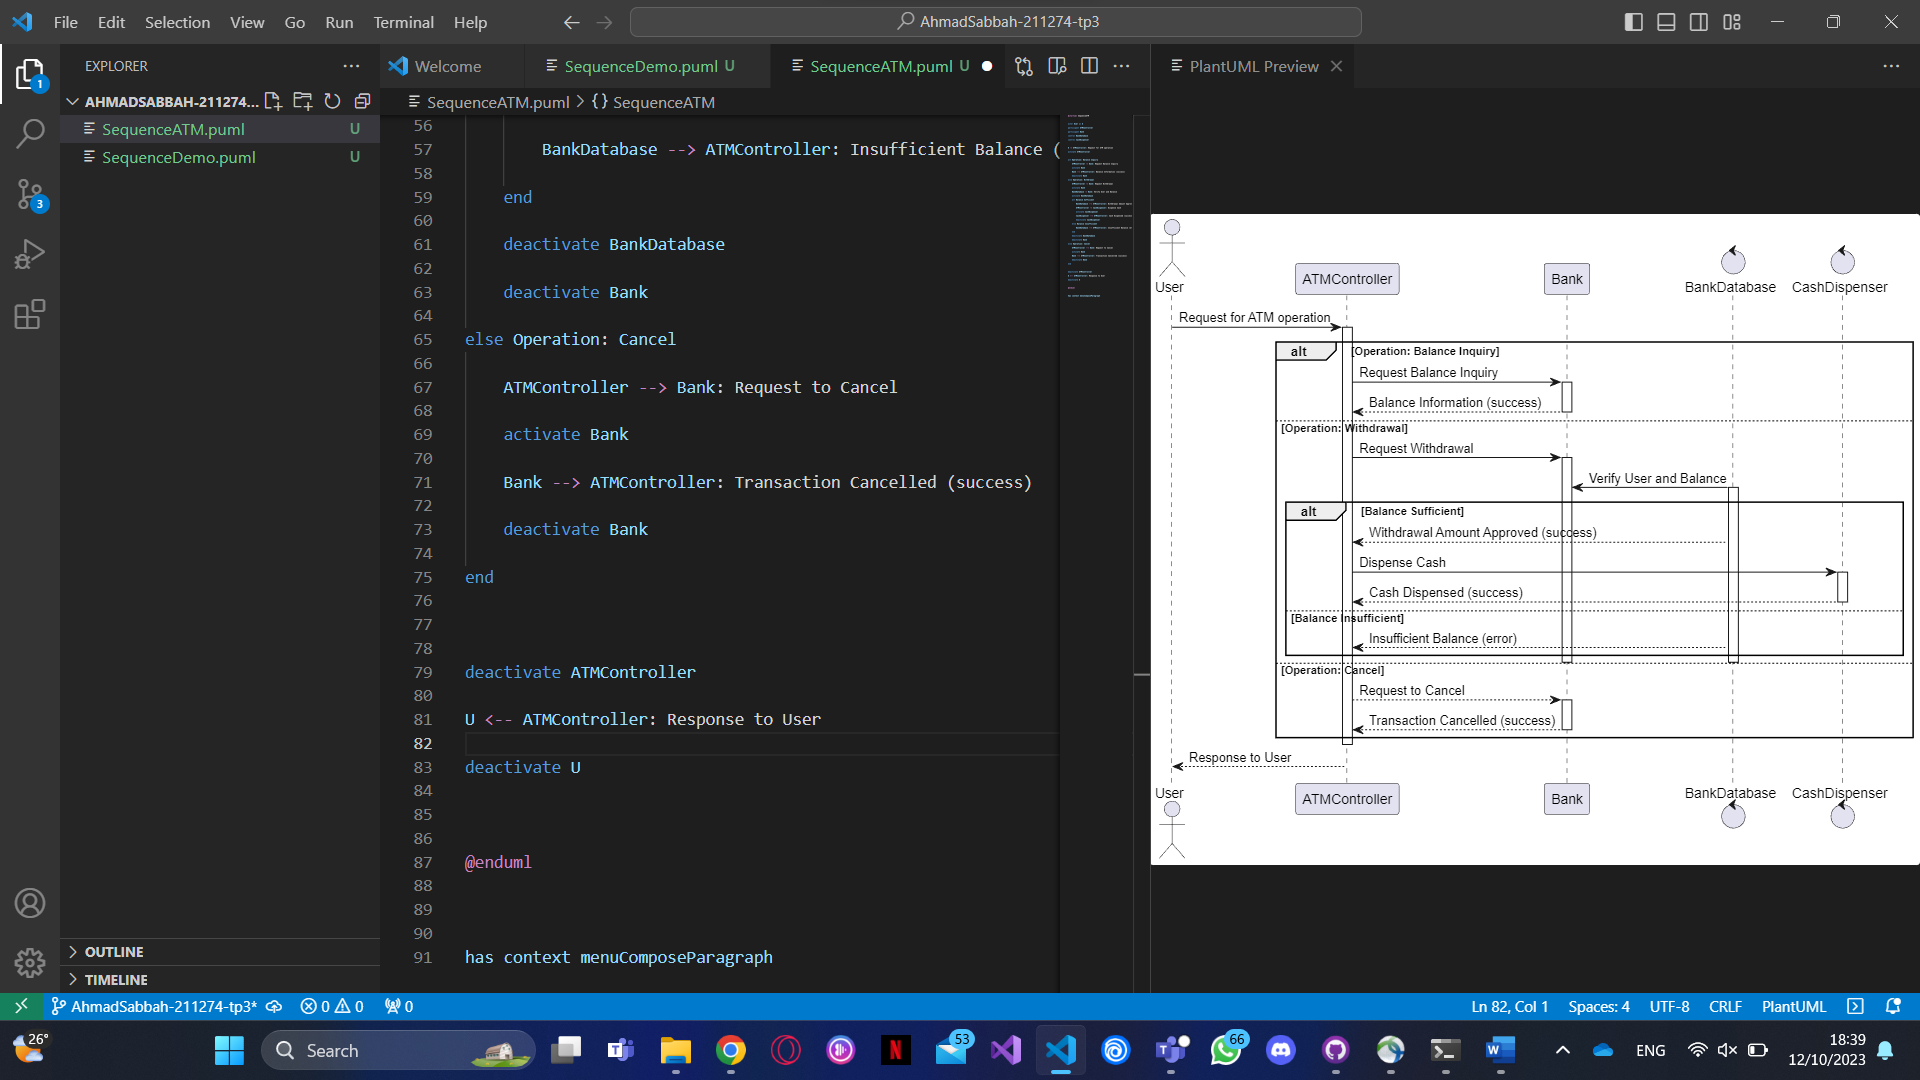 File Edit Selection View Go Run Terminal Help
AhmadSabbah-211274-tp3
EXPLORER
AHMADSABBAH-211274...
SequenceATM.puml U
SequenceDemo.puml U
1
3
OUTLINE
TIMELINE
Welcome
SequenceDemo.puml U
SequenceATM.puml U
SequenceATM.puml > {} SequenceATM
56
57 BankDatabase --> ATMController: Insufficient Balance (
58
59 end
60
61 deactivate BankDatabase
62
63 deactivate Bank
64
65 else Operation: Cancel
66
67 ATMController --> Bank: Request to Cancel
68
69 activate Bank
70
71 Bank --> ATMController: Transaction Cancelled (success)
72
73 deactivate Bank
74
75 end
76
77
78
79 deactivate ATMController
80
81 U <-- ATMController: Response to User
82
83 deactivate U
84
85
86
87 @enduml
88
89
90
91 has context menuComposeParagraph
PlantUML Preview
User
ATMController
Bank
BankDatabase
CashDispenser
Request for ATM operation
alt [Operation: Balance Inquiry]
Request Balance Inquiry
Balance Information (success)
[Operation: Withdrawal]
Request Withdrawal
Verify User and Balance
alt [Balance Sufficient]
Withdrawal Amount Approved (success)
Dispense Cash
Cash Dispensed (success)
[Balance Insufficient]
Insufficient Balance (error)
[Operation: Cancel]
Request to Cancel
Transaction Cancelled (success)
Response to User
User
ATMController
Bank
BankDatabase
CashDispenser
AhmadSabbah-211274-tp3* 0 0 0
Ln 82, Col 1 Spaces: 4 UTF-8 CRLF PlantUML
26°
Search
53
66
ENG
18:39
12/10/2023